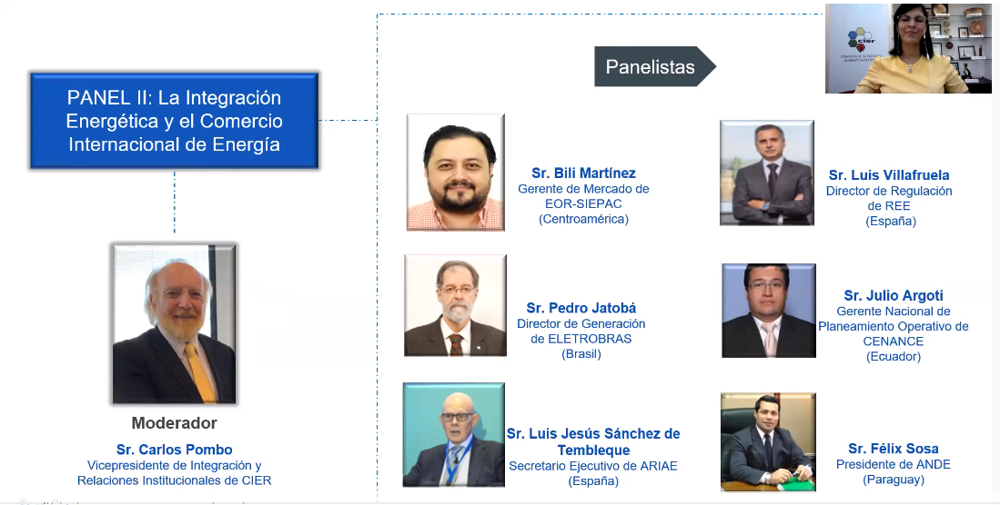 PANEL II: La Integración
Energética y el Comercio
Internacional de Energía
Moderador
Sr. Carlos Pombo
Vicepresidente de Integración y
Relaciones Institucionales de CIER
Panelistas
Sr. Bili Martínez
Gerente de Mercado de
EOR-SIEPAC
(Centroamérica)
Sr. Luis Villafruela
Director de Regulación
de REE
(España)
Sr. Pedro Jatobá
Director de Generación
de ELETROBRAS
(Brasil)
Sr. Julio Argoti
Gerente Nacional de
Planeamiento Operativo de
CENANCE
(Ecuador)
Sr. Luis Jesús Sánchez de
Tembleque
Secretario Ejecutivo de ARIAE
(España)
Sr. Félix Sosa
Presidente de ANDE
(Paraguay)
cier